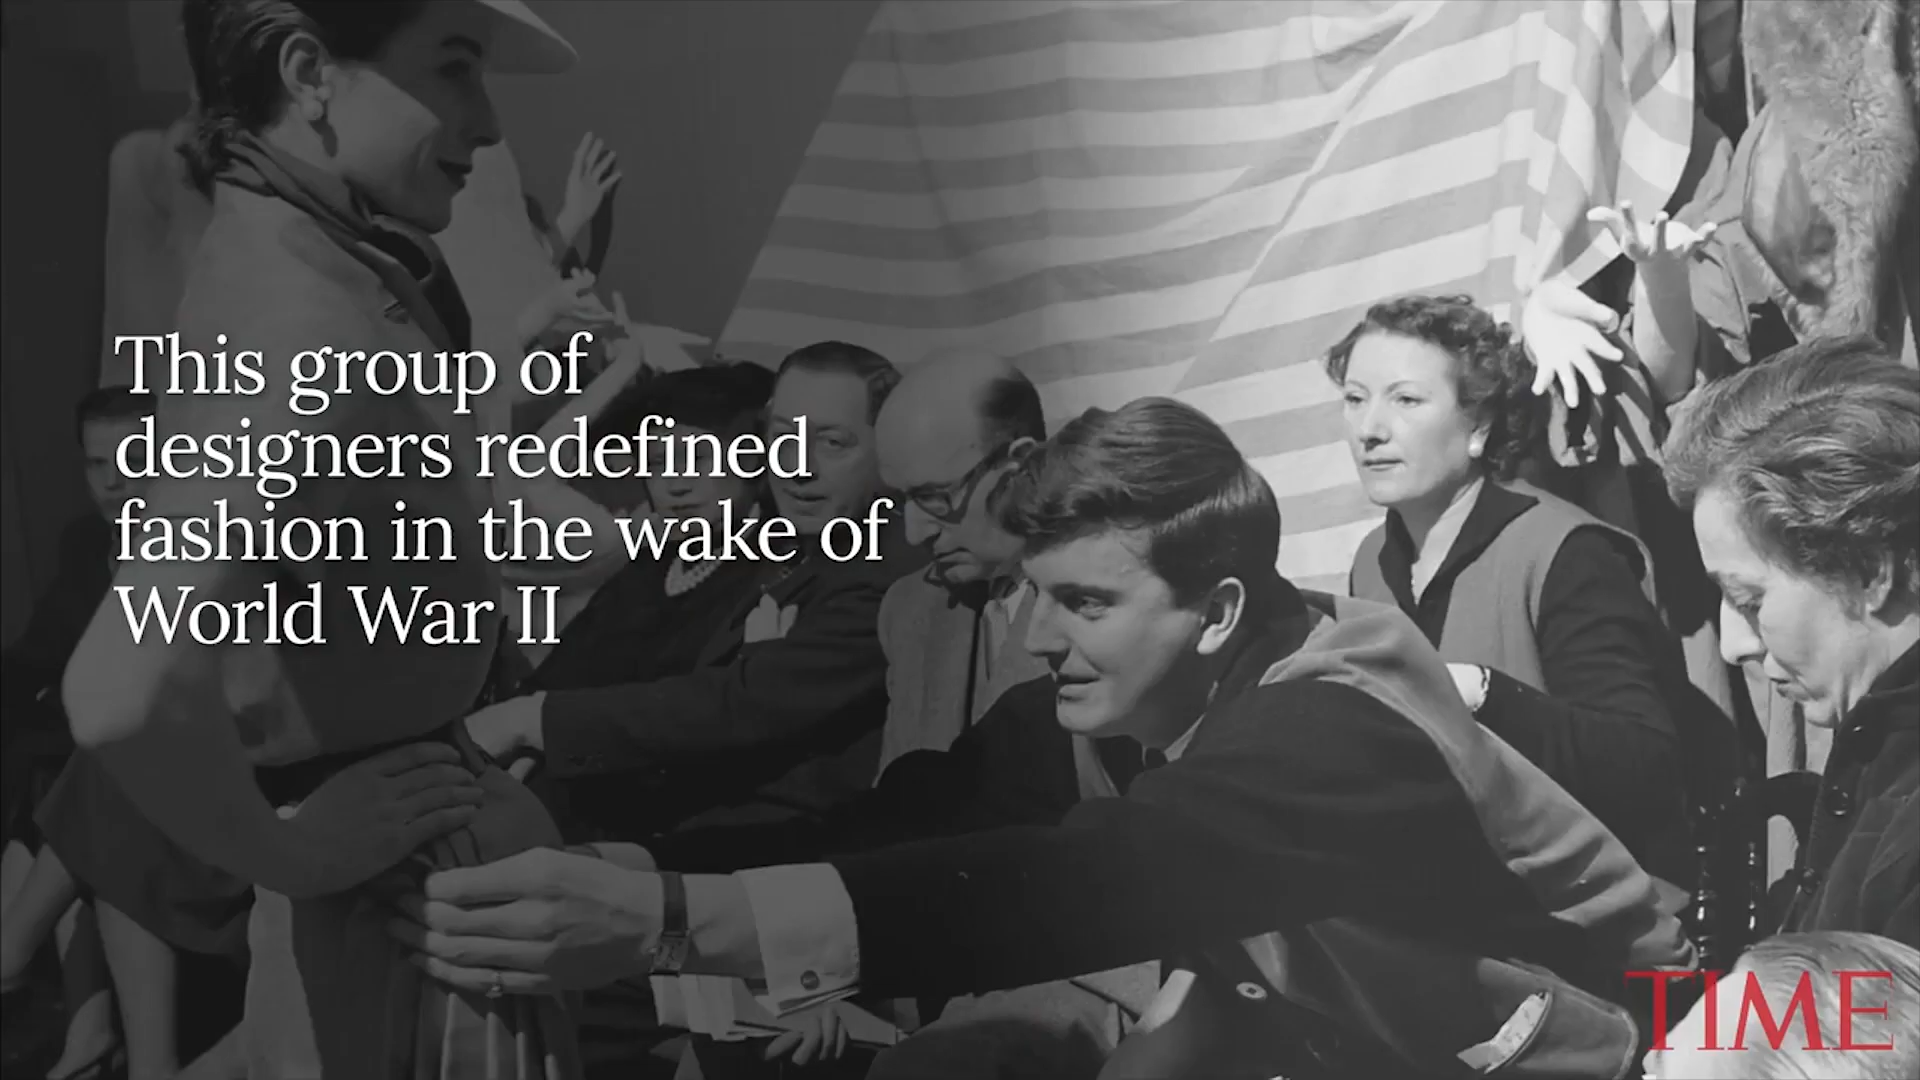 This group of
designers redefined
fashion in the wake of
World War II
TIME